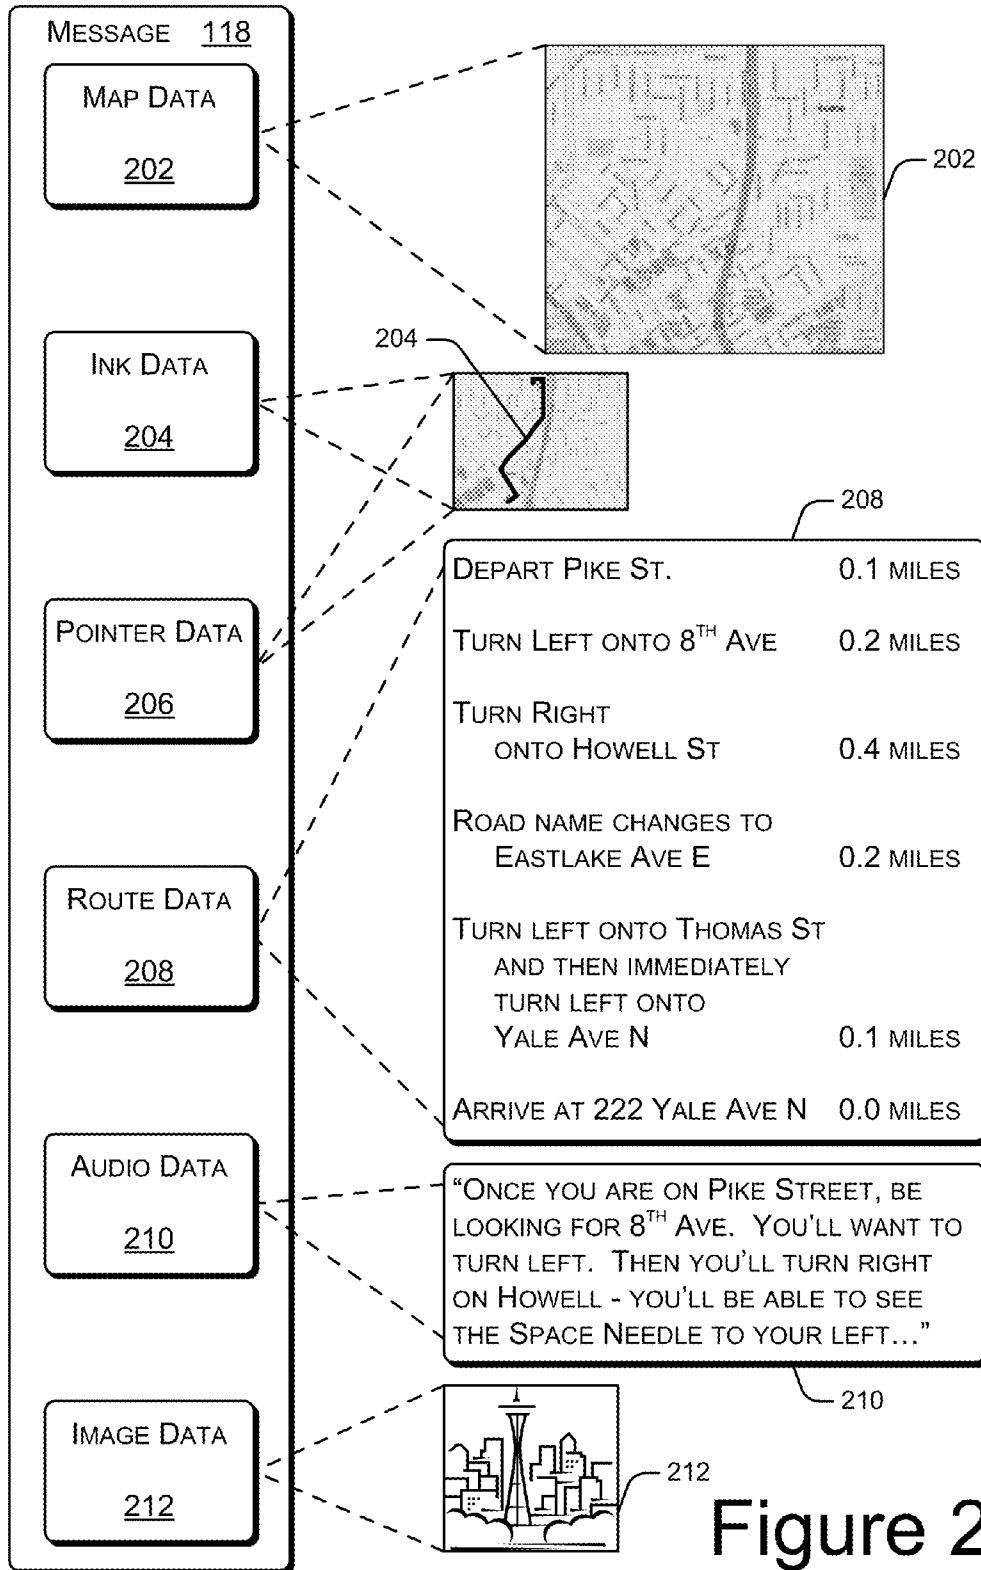 MESSAGE 118
MAP DATA
202
202
INK DATA
204
204
POINTER DATA
206
208
DEPART PIKE ST. 0.1 MILES
TURN LEFT ONTO 8TH AVE 0.2 MILES
TURN RIGHT
ONTO HOWELL ST 0.4 MILES
ROAD NAME CHANGES TO
EASTLAKE AVE E 0.2 MILES
TURN LEFT ONTO THOMAS ST
AND THEN IMMEDIATELY
TURN LEFT ONTO
YALE AVE N 0.1 MILES
ARRIVE AT 222 YALE AVE N 0.0 MILES
ROUTE DATA
208
AUDIO DATA
210
“ONCE YOU ARE ON PIKE STREET, BE
LOOKING FOR 8TH AVE. YOU’LL WANT TO
TURN LEFT. THEN YOU’LL TURN RIGHT
ON HOWELL - YOU’LL BE ABLE TO SEE
THE SPACE NEEDLE TO YOUR LEFT…”
210
IMAGE DATA
212
212
Figure 2